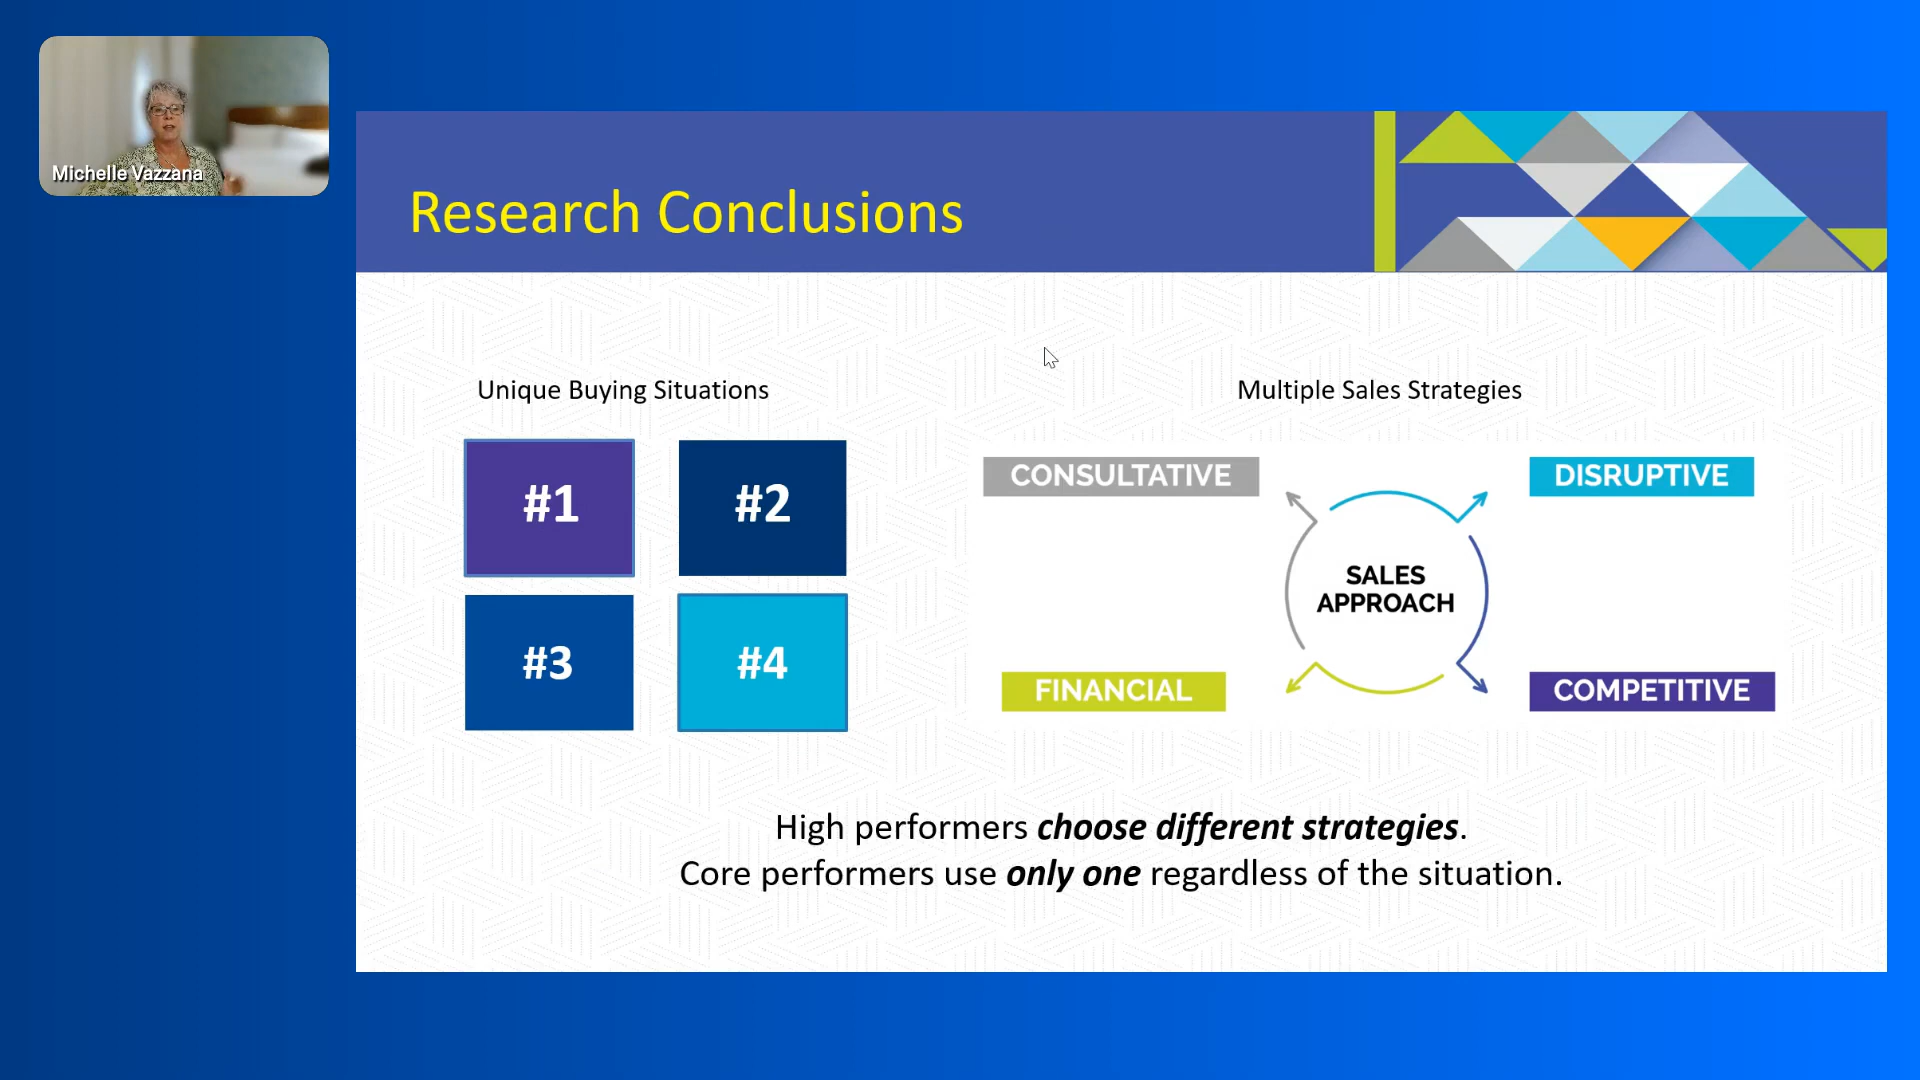 Michelle Vazzana
Research Conclusions
Unique Buying Situations
#1
#2
#3
#4
Multiple Sales Strategies
CONSULTATIVE
DISRUPTIVE
SALES
APPROACH
FINANCIAL
COMPETITIVE
High performers choose different strategies.
Core performers use only one regardless of the situation.